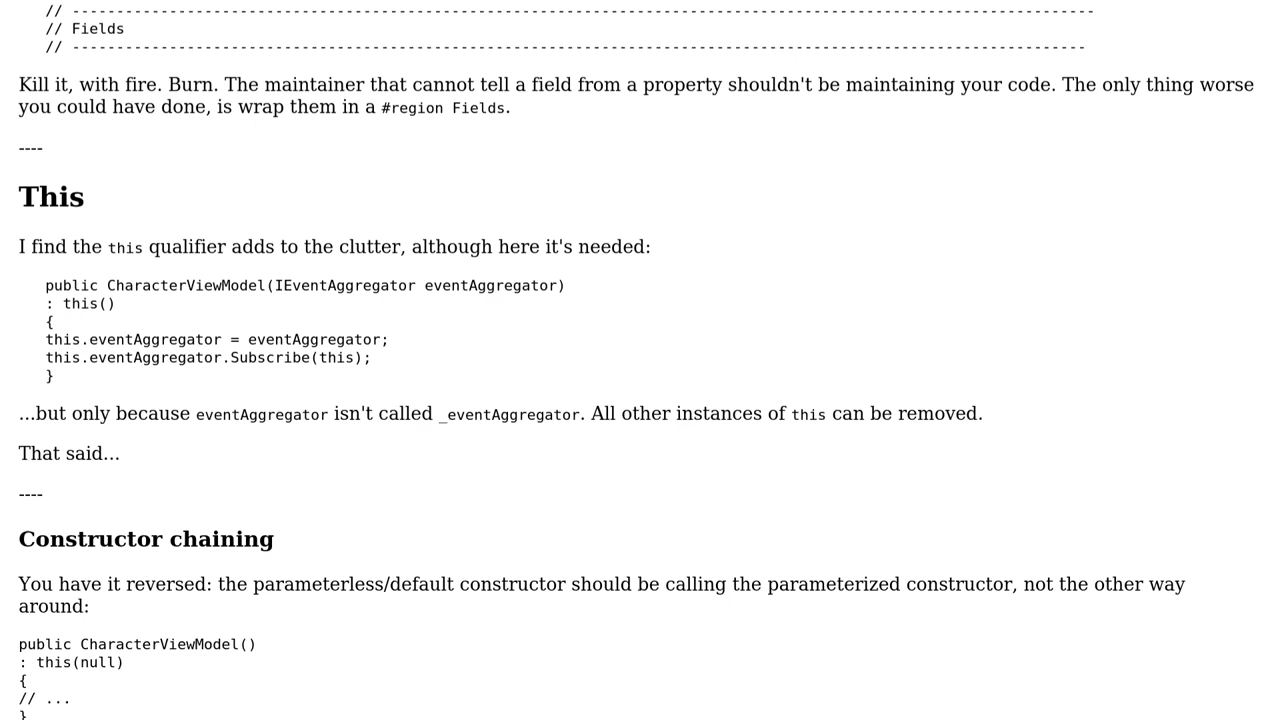 // --------------------------------------------------------------------------------------------------------------------
// Fields
// -------------------------------------------------------------------------------------------------------------------
Kill it, with fire. Burn. The maintainer that cannot tell a field from a property shouldn't be maintaining your code. The only thing worse
you could have done, is wrap them in a #region Fields.
----
This
I find the this qualifier adds to the clutter, although here it's needed:
public CharacterViewModel(IEventAggregator eventAggregator)
: this()
{
this.eventAggregator = eventAggregator;
this.eventAggregator.Subscribe(this);
}
...but only because eventAggregator isn't called _eventAggregator. All other instances of this can be removed.
That said...
----
Constructor chaining
You have it reversed: the parameterless/default constructor should be calling the parameterized constructor, not the other way
around:
public CharacterViewModel()
: this(null)
{
// ...
}